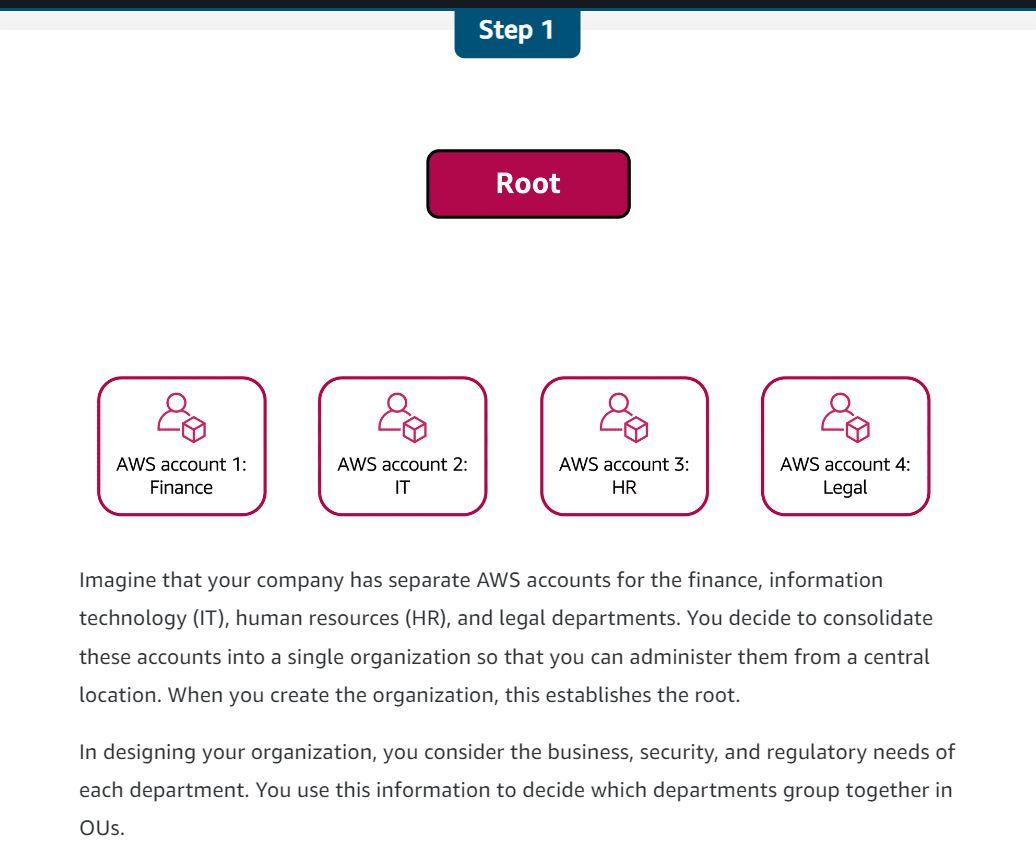 Step 1
Root
AWS account 1:
Finance
AWS account 2:
IT
AWS account 3:
HR
AWS account 4:
Legal
Imagine that your company has separate AWS accounts for the finance, information
technology (IT), human resources (HR), and legal departments. You decide to consolidate
these accounts into a single organization so that you can administer them from a central
location. When you create the organization, this establishes the root.
In designing your organization, you consider the business, security, and regulatory needs of
each department. You use this information to decide which departments group together in
OUs.